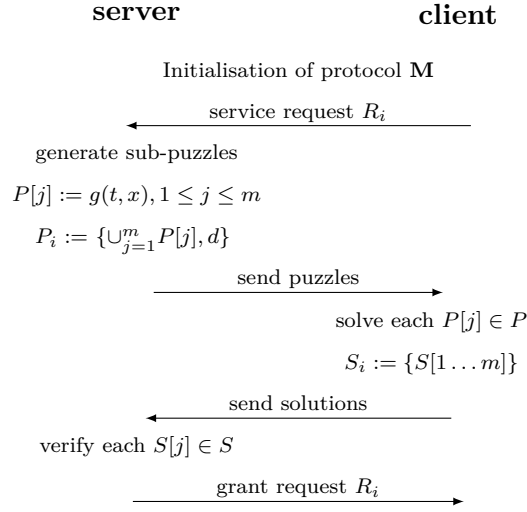 server client
Initialisation of protocol M
service request R_i
generate sub-puzzles
P[j] := g(t, x), 1 ≤ j ≤ m
P_i := {∪_{j=1}^m P[j], d}
send puzzles
solve each P[j] ∈ P
S_i := {S[1 … m]}
send solutions
verify each S[j] ∈ S
grant request R_i